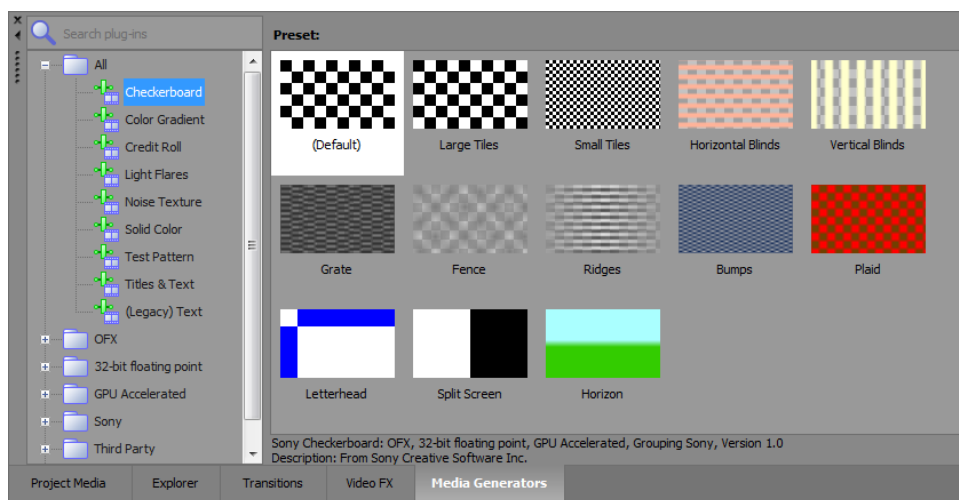 Search plug-ins
Preset:
All
Checkerboard
Color Gradient
Credit Roll
Light Flares
Noise Texture
Solid Color
Test Pattern
Titles & Text
(Legacy) Text
OFX
32-bit floating point
GPU Accelerated
Sony
Third Party
(Default)
Large Tiles
Small Tiles
Horizontal Blinds
Vertical Blinds
Grate
Fence
Ridges
Bumps
Plaid
Letterhead
Split Screen
Horizon
Sony Checkerboard: OFX, 32-bit floating point, GPU Accelerated, Grouping Sony, Version 1.0
Description: From Sony Creative Software Inc.
Project Media
Explorer
Transitions
Video FX
Media Generators